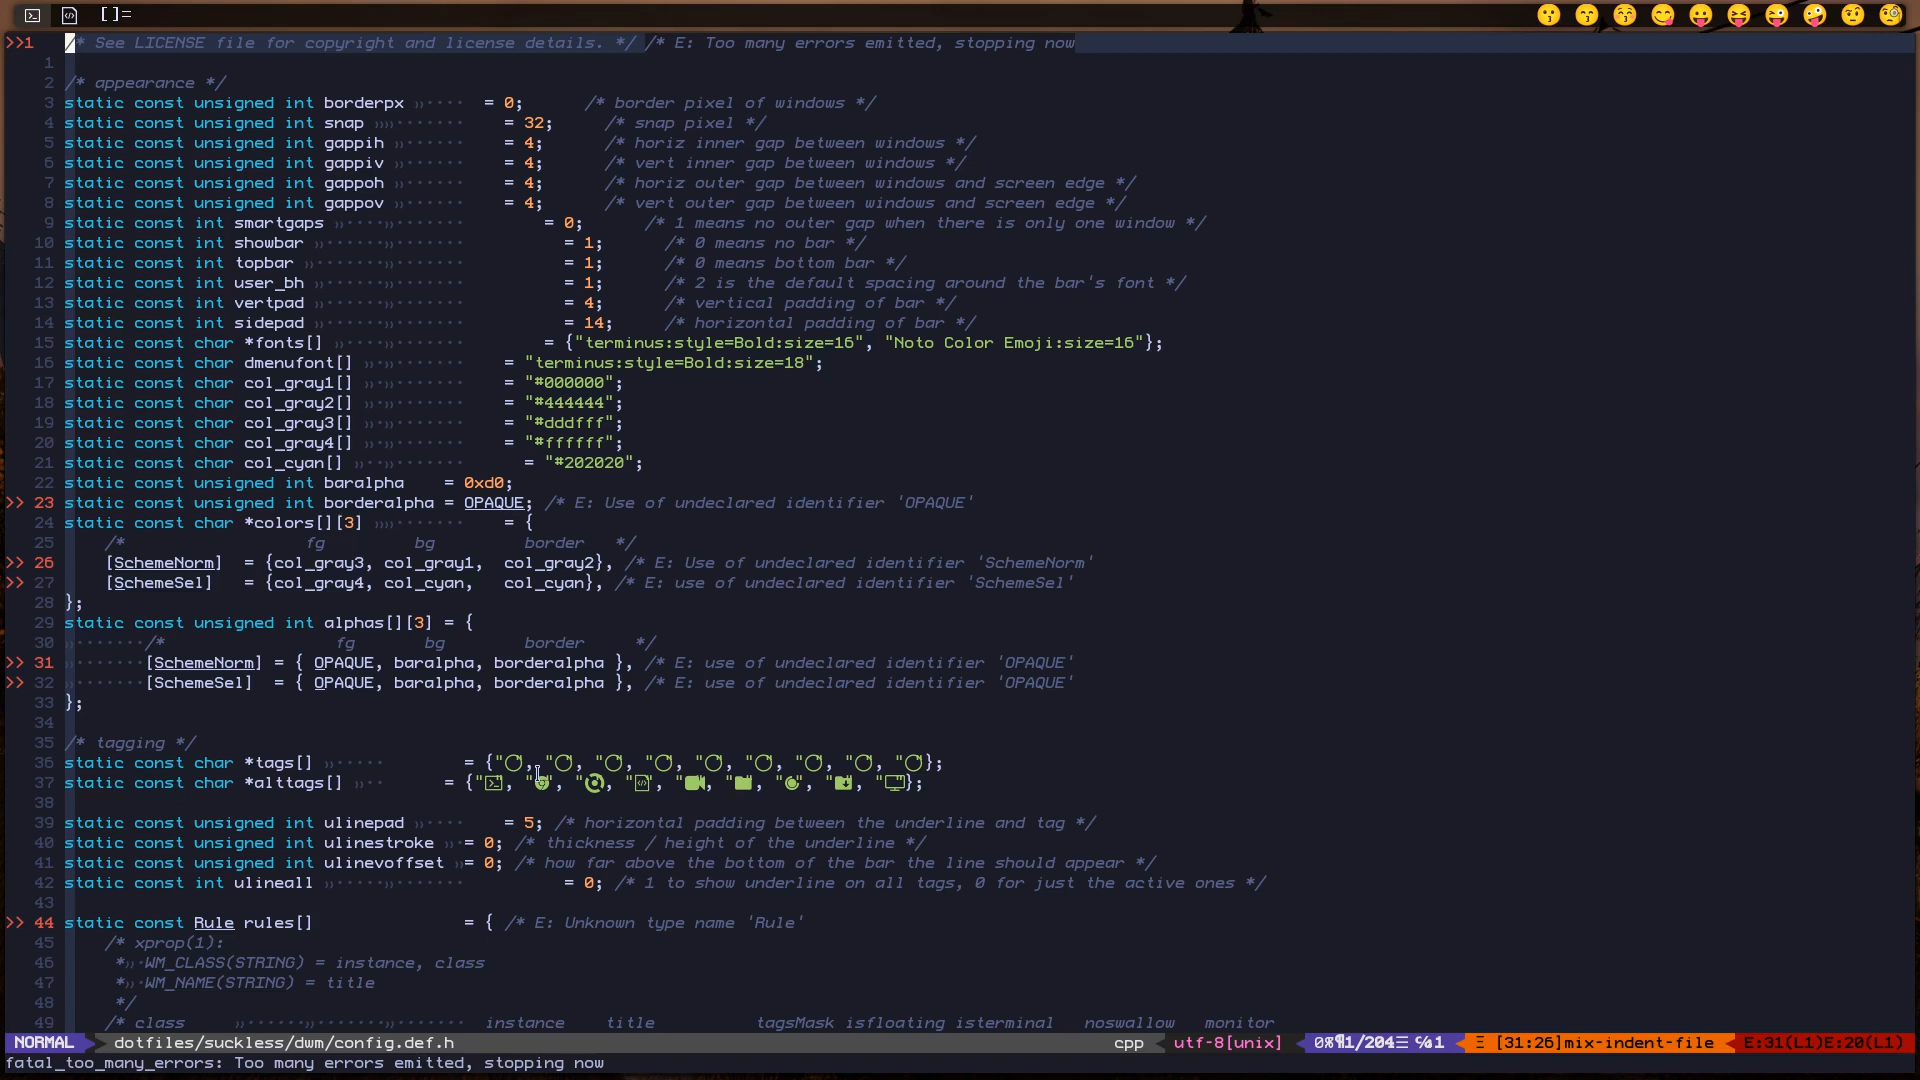 []=
>>1 /* See LICENSE file for copyright and license details. */ /* E: Too many errors emitted, stopping now
1
2 /* appearance */
3 static const unsigned int borderpx = 0; /* border pixel of windows */
4 static const unsigned int snap = 32; /* snap pixel */
5 static const unsigned int gappih = 4; /* horiz inner gap between windows */
6 static const unsigned int gappiv = 4; /* vert inner gap between windows */
7 static const unsigned int gappoh = 4; /* horiz outer gap between windows and screen edge */
8 static const unsigned int gappov = 4; /* vert outer gap between windows and screen edge */
9 static const int smartgaps = 0; /* 1 means no outer gap when there is only one window */
10 static const int showbar = 1; /* 0 means no bar */
11 static const int topbar = 1; /* 0 means bottom bar */
12 static const int user_bh = 1; /* 2 is the default spacing around the bar's font */
13 static const int vertpad = 4; /* vertical padding of bar */
14 static const int sidepad = 14; /* horizontal padding of bar */
15 static const char *fonts[] = {"terminus:style=Bold:size=16", "Noto Color Emoji:size=16"};
16 static const char dmenufont[] = "terminus:style=Bold:size=18";
17 static const char col_gray1[] = "#000000";
18 static const char col_gray2[] = "#444444";
19 static const char col_gray3[] = "#dddfff";
20 static const char col_gray4[] = "#ffffff";
21 static const char col_cyan[] = "#202020";
22 static const unsigned int baralpha = 0xd0;
>> 23 static const unsigned int borderalpha = OPAQUE; /* E: Use of undeclared identifier 'OPAQUE'
24 static const char *colors[][3] = {
25 /* fg bg border */
>> 26 [SchemeNorm] = {col_gray3, col_gray1, col_gray2}, /* E: Use of undeclared identifier 'SchemeNorm'
>> 27 [SchemeSel] = {col_gray4, col_cyan, col_cyan}, /* E: use of undeclared identifier 'SchemeSel'
28 };
29 static const unsigned int alphas[][3] = {
30 /* fg bg border */
>> 31 [SchemeNorm] = { OPAQUE, baralpha, borderalpha }, /* E: use of undeclared identifier 'OPAQUE'
>> 32 [SchemeSel] = { OPAQUE, baralpha, borderalpha }, /* E: use of undeclared identifier 'OPAQUE'
33 };
34
35 /* tagging */
36 static const char *tags[] = {"", "", "", "", "", "", "", "", ""};
37 static const char *alttags[] = {"", "", "", "", "", "", "", "", ""};
38
39 static const unsigned int ulinepad = 5; /* horizontal padding between the underline and tag */
40 static const unsigned int ulinestroke = 0; /* thickness / height of the underline */
41 static const unsigned int ulinevoffset = 0; /* how far above the bottom of the bar the line should appear */
42 static const int ulineall = 0; /* 1 to show underline on all tags, 0 for just the active ones */
43
>> 44 static const Rule rules[] = { /* E: Unknown type name 'Rule'
45 /* xprop(1):
46 * WM_CLASS(STRING) = instance, class
47 * WM_NAME(STRING) = title
48 */
49 /* class instance title tagsMask isfloating isterminal noswallow monitor
NORMAL dotfiles/suckless/dwm/config.def.h cpp utf-8[unix] 0% 1/204 1 [31:26]mix-indent-file E:31(L1)E:20(L1)
fatal_too_many_errors: Too many errors emitted, stopping now